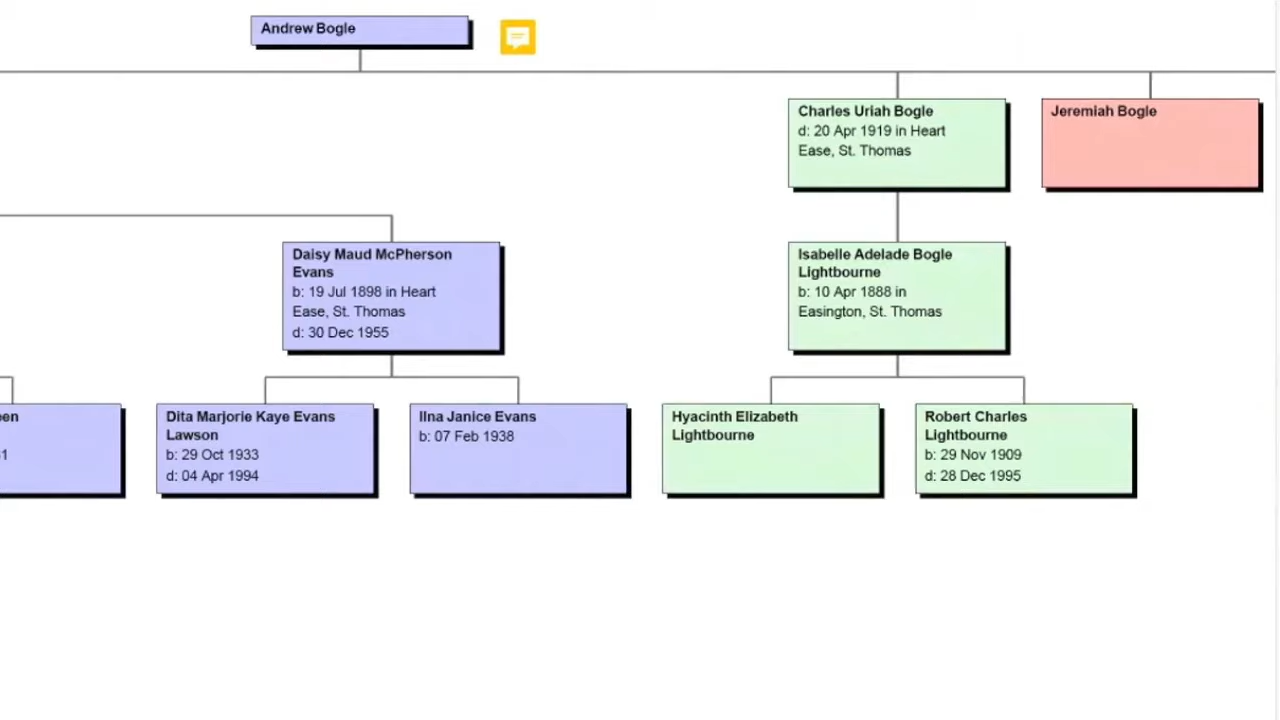 Andrew Bogle
Charles Uriah Bogle
d: 20 Apr 1919 in Heart
Ease, St. Thomas
Jeremiah Bogle
Daisy Maud McPherson
Evans
b: 19 Jul 1898 in Heart
Ease, St. Thomas
d: 30 Dec 1955
Isabelle Adelade Bogle
Lightbourne
b: 10 Apr 1888 in
Easington, St. Thomas
Dita Marjorie Kaye Evans
Lawson
b: 29 Oct 1933
d: 04 Apr 1994
Ilna Janice Evans
b: 07 Feb 1938
Hyacinth Elizabeth
Lightbourne
Robert Charles
Lightbourne
b: 29 Nov 1909
d: 28 Dec 1995